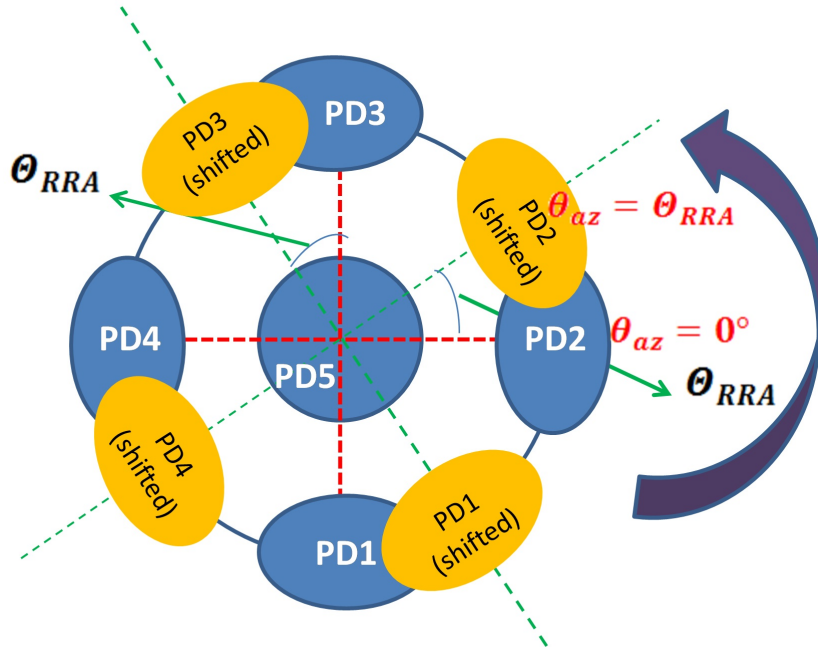 PD3
(shifted)
PD3
Θ_RRA
PD2
(shifted)
θ_az = Θ_RRA
PD4
PD5
PD2
θ_az = 0°
Θ_RRA
PD4
(shifted)
PD1
PD1
(shifted)